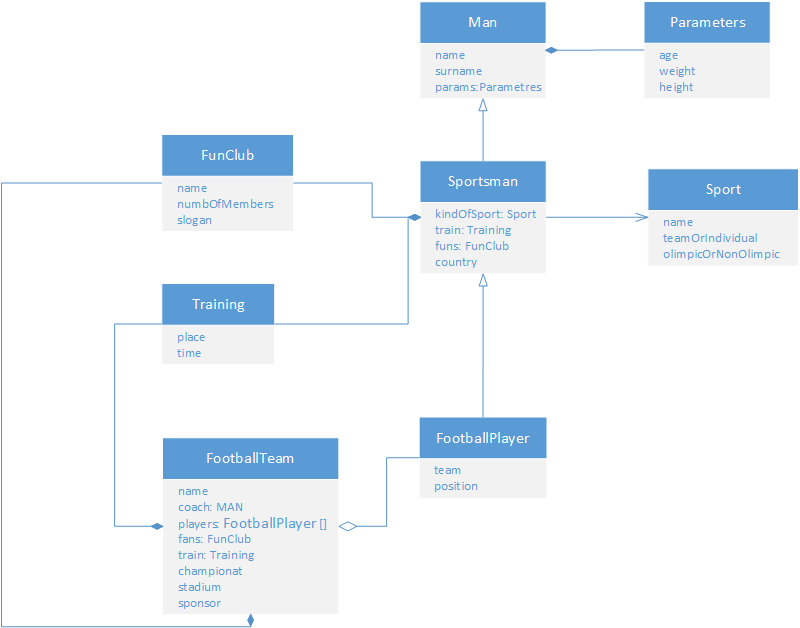 Man
name
surname
params:Parametres
Parameters
age
weight
height
FunClub
name
numbOfMembers
slogan
Sportsman
kindOfSport: Sport
train: Training
funs: FunClub
country
Sport
name
teamOrIndividual
olimpicOrNonOlimpic
Training
place
time
FootballTeam
name
coach: MAN
players: FootballPlayer []
fans: FunClub
train: Training
championat
stadium
sponsor
FootballPlayer
team
position